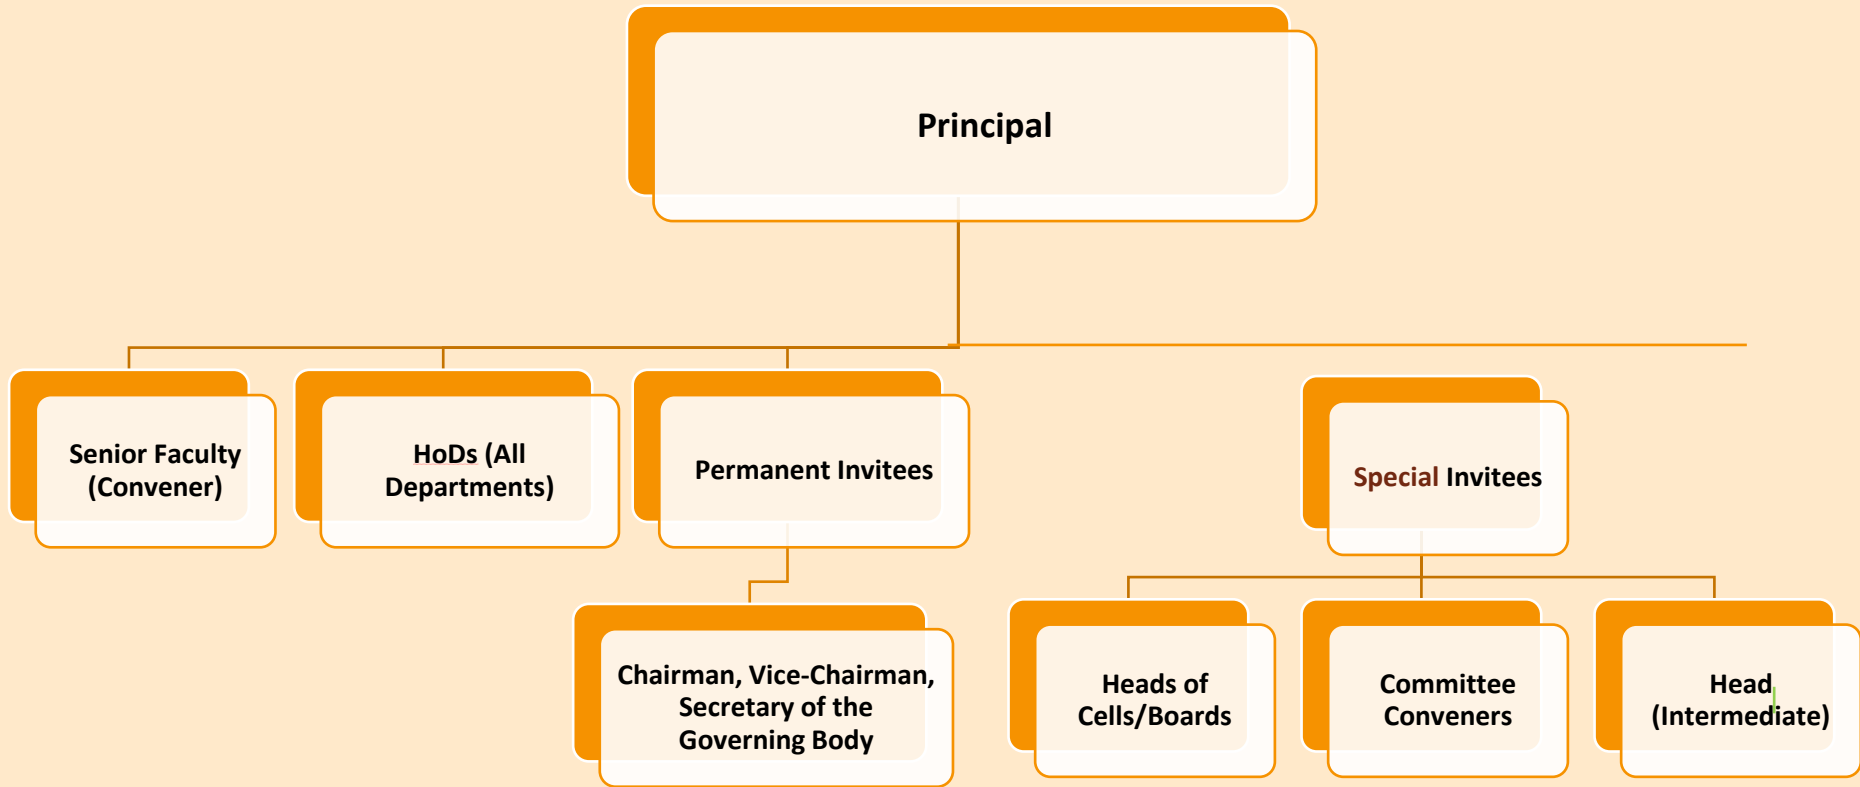 Principal
Senior Faculty
(Convener)
HoDs (All
Departments)
Permanent Invitees
Special Invitees
Chairman, Vice-Chairman,
Secretary of the
Governing Body
Heads of
Cells/Boards
Committee
Conveners
Head
(Intermediate)